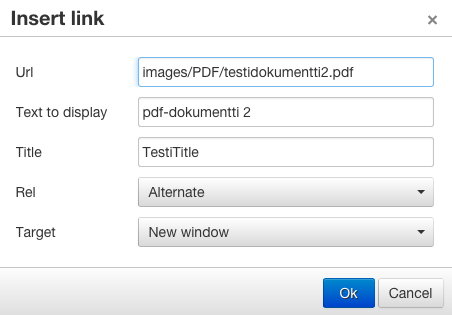 Insert link ×
Url images/PDF/testidokumentti2.pdf
Text to display pdf-dokumentti 2
Title TestiTitle
Rel Alternate
Target New window
Ok Cancel